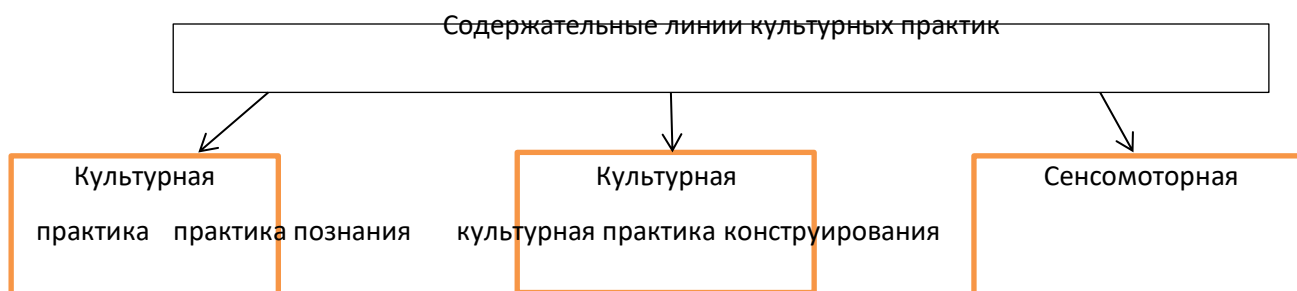 Содержательные линии культурных практик
Культурная Культурная Сенсомоторная
практика практика познания культурная практика конструирования